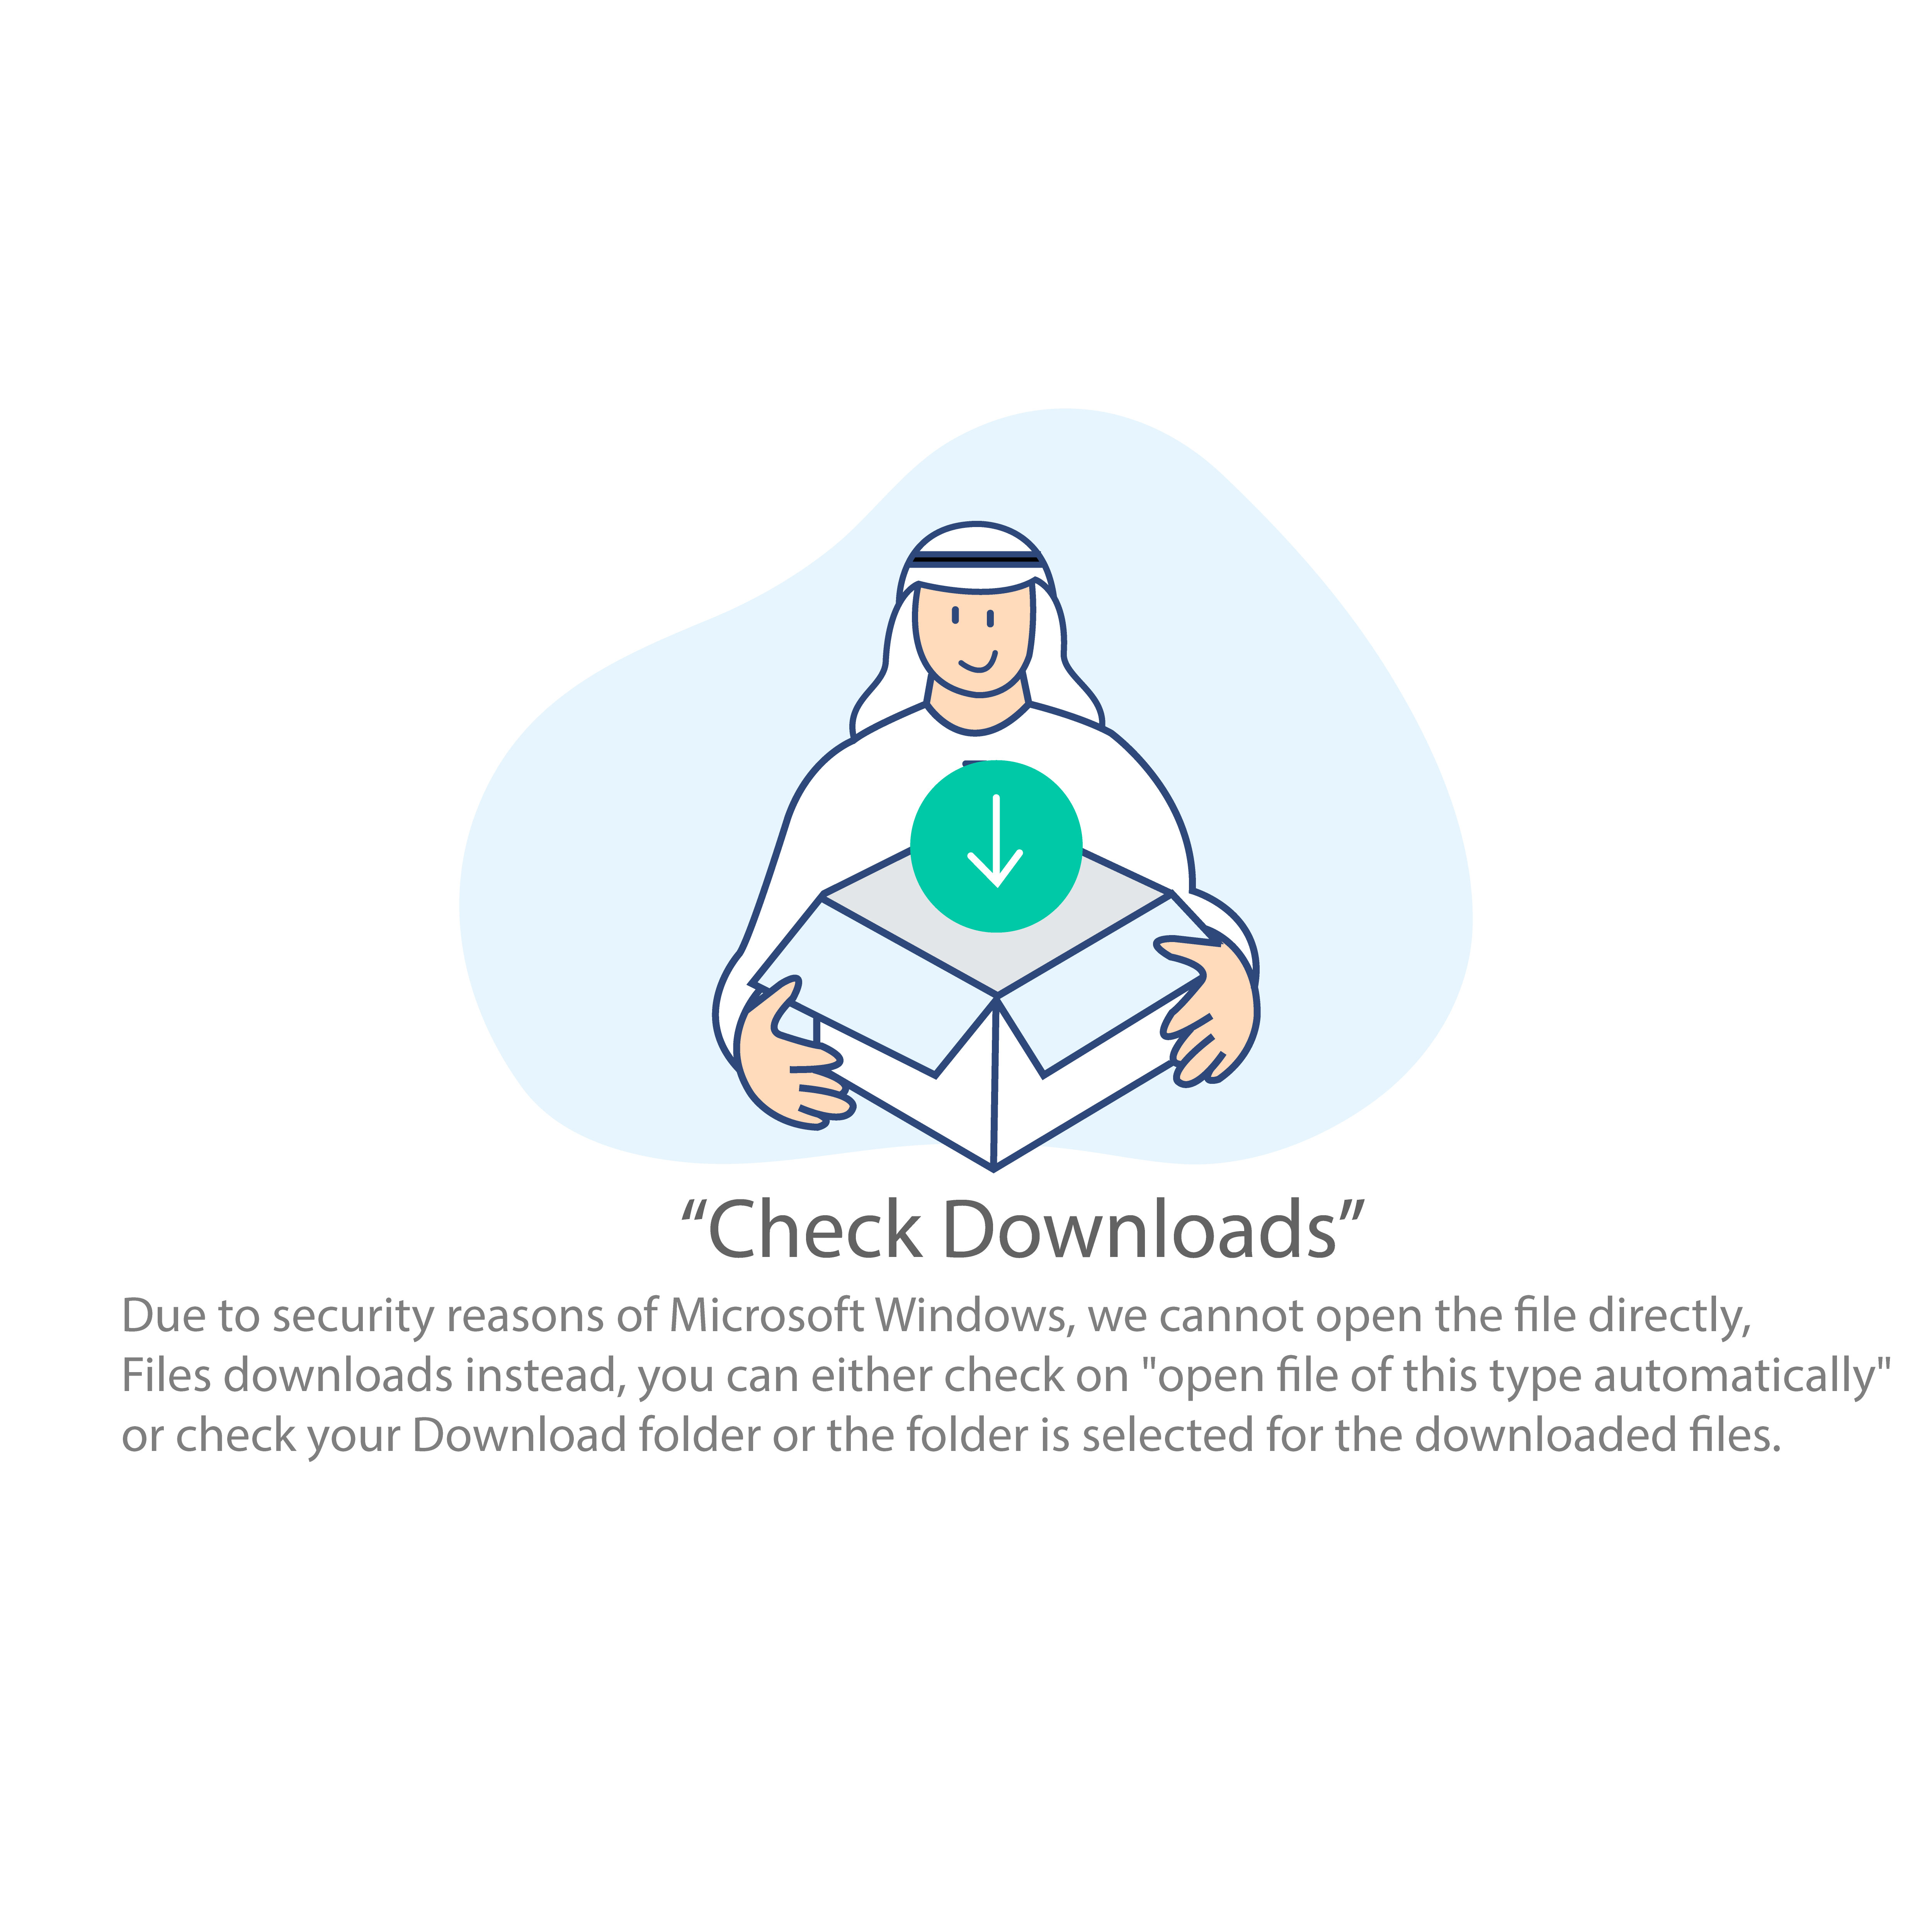 “Check Downloads”
Due to security reasons of Microsoft Windows, we cannot open the file directly,
Files downloads instead, you can either check on "open file of this type automatically"
or check your Download folder or the folder is selected for the downloaded files.